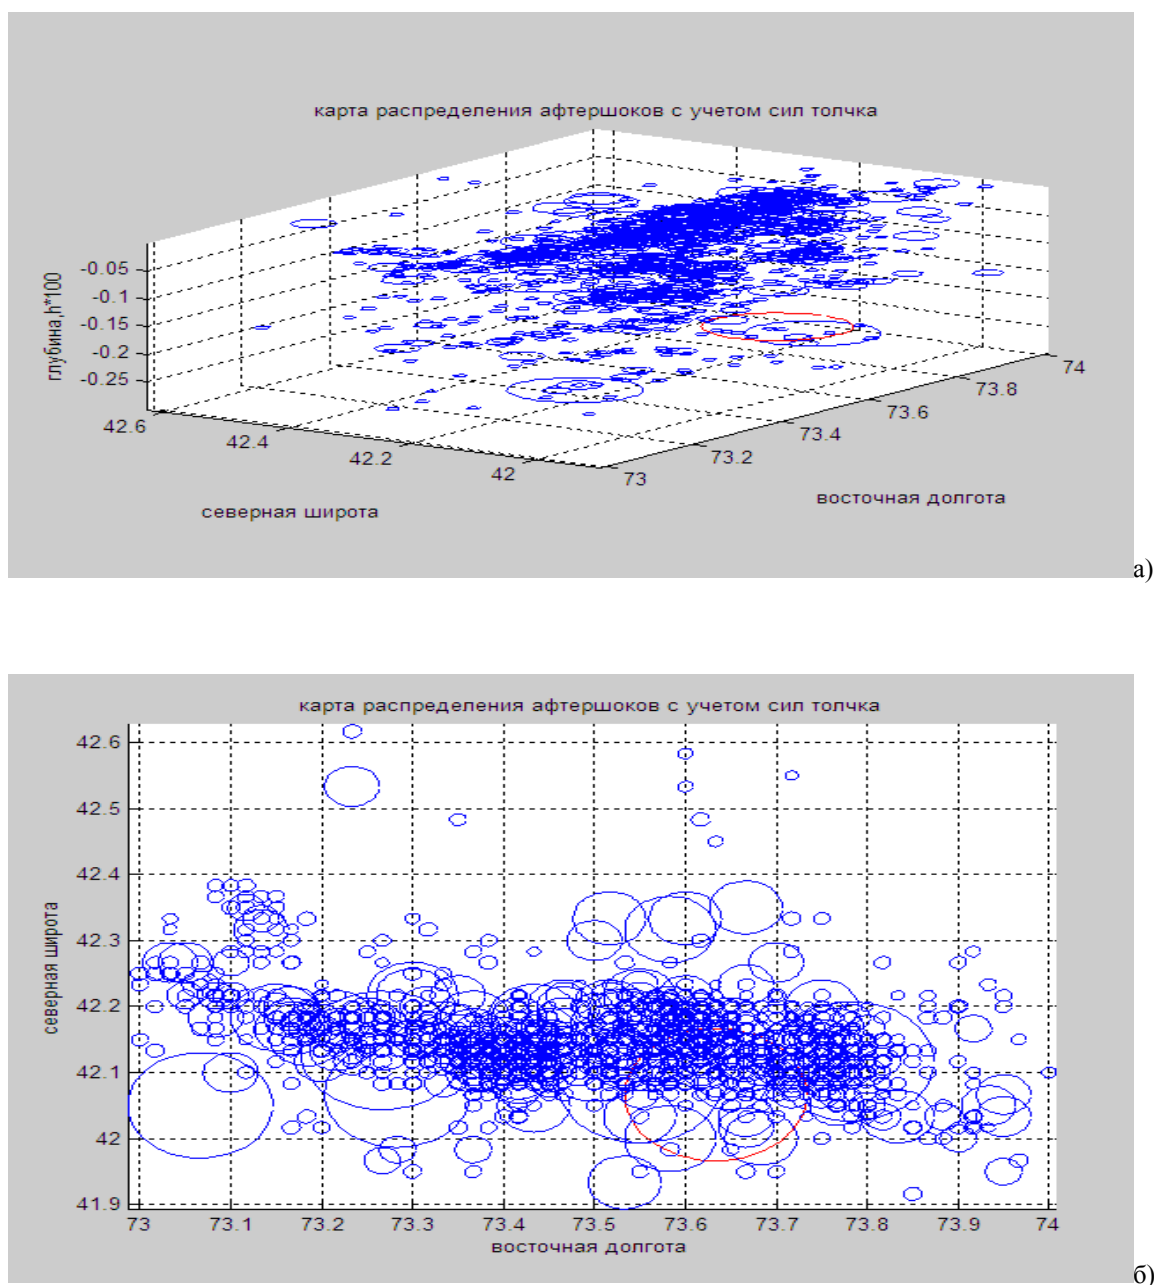 карта распределения афтершоков с учетом сил толчка
глубина,h*100
-0.05
-0.1
-0.15
-0.2
-0.25
42.6
42.4
42.2
42
73
73.2
73.4
73.6
73.8
74
северная широта
восточная долгота
а)
карта распределения афтершоков с учетом сил толчка
северная широта
42.6
42.5
42.4
42.3
42.2
42.1
42
41.9
73 73.1 73.2 73.3 73.4 73.5 73.6 73.7 73.8 73.9 74
восточная долгота
б)